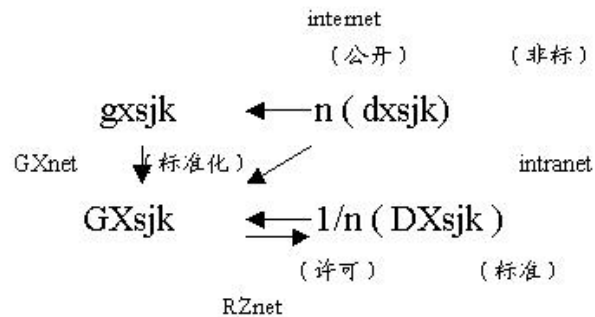 internet
（公开） （非标）
gxsjk n ( dxsjk)
GXnet （标准化） intranet
GXsjk 1/n ( DXsjk )
（许可） （标准）
RZnet